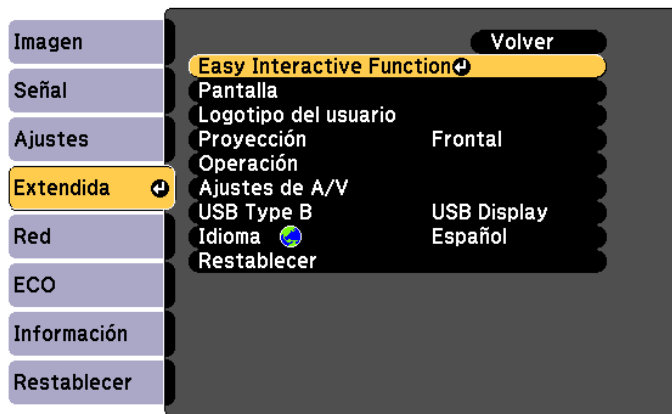 Imagen
Señal
Ajustes
Extendida
Red
ECO
Información
Restablecer
Volver
Easy Interactive Function
Pantalla
Logotipo del usuario
Proyección Frontal
Operación
Ajustes de A/V
USB Type B USB Display
Idioma Español
Restablecer